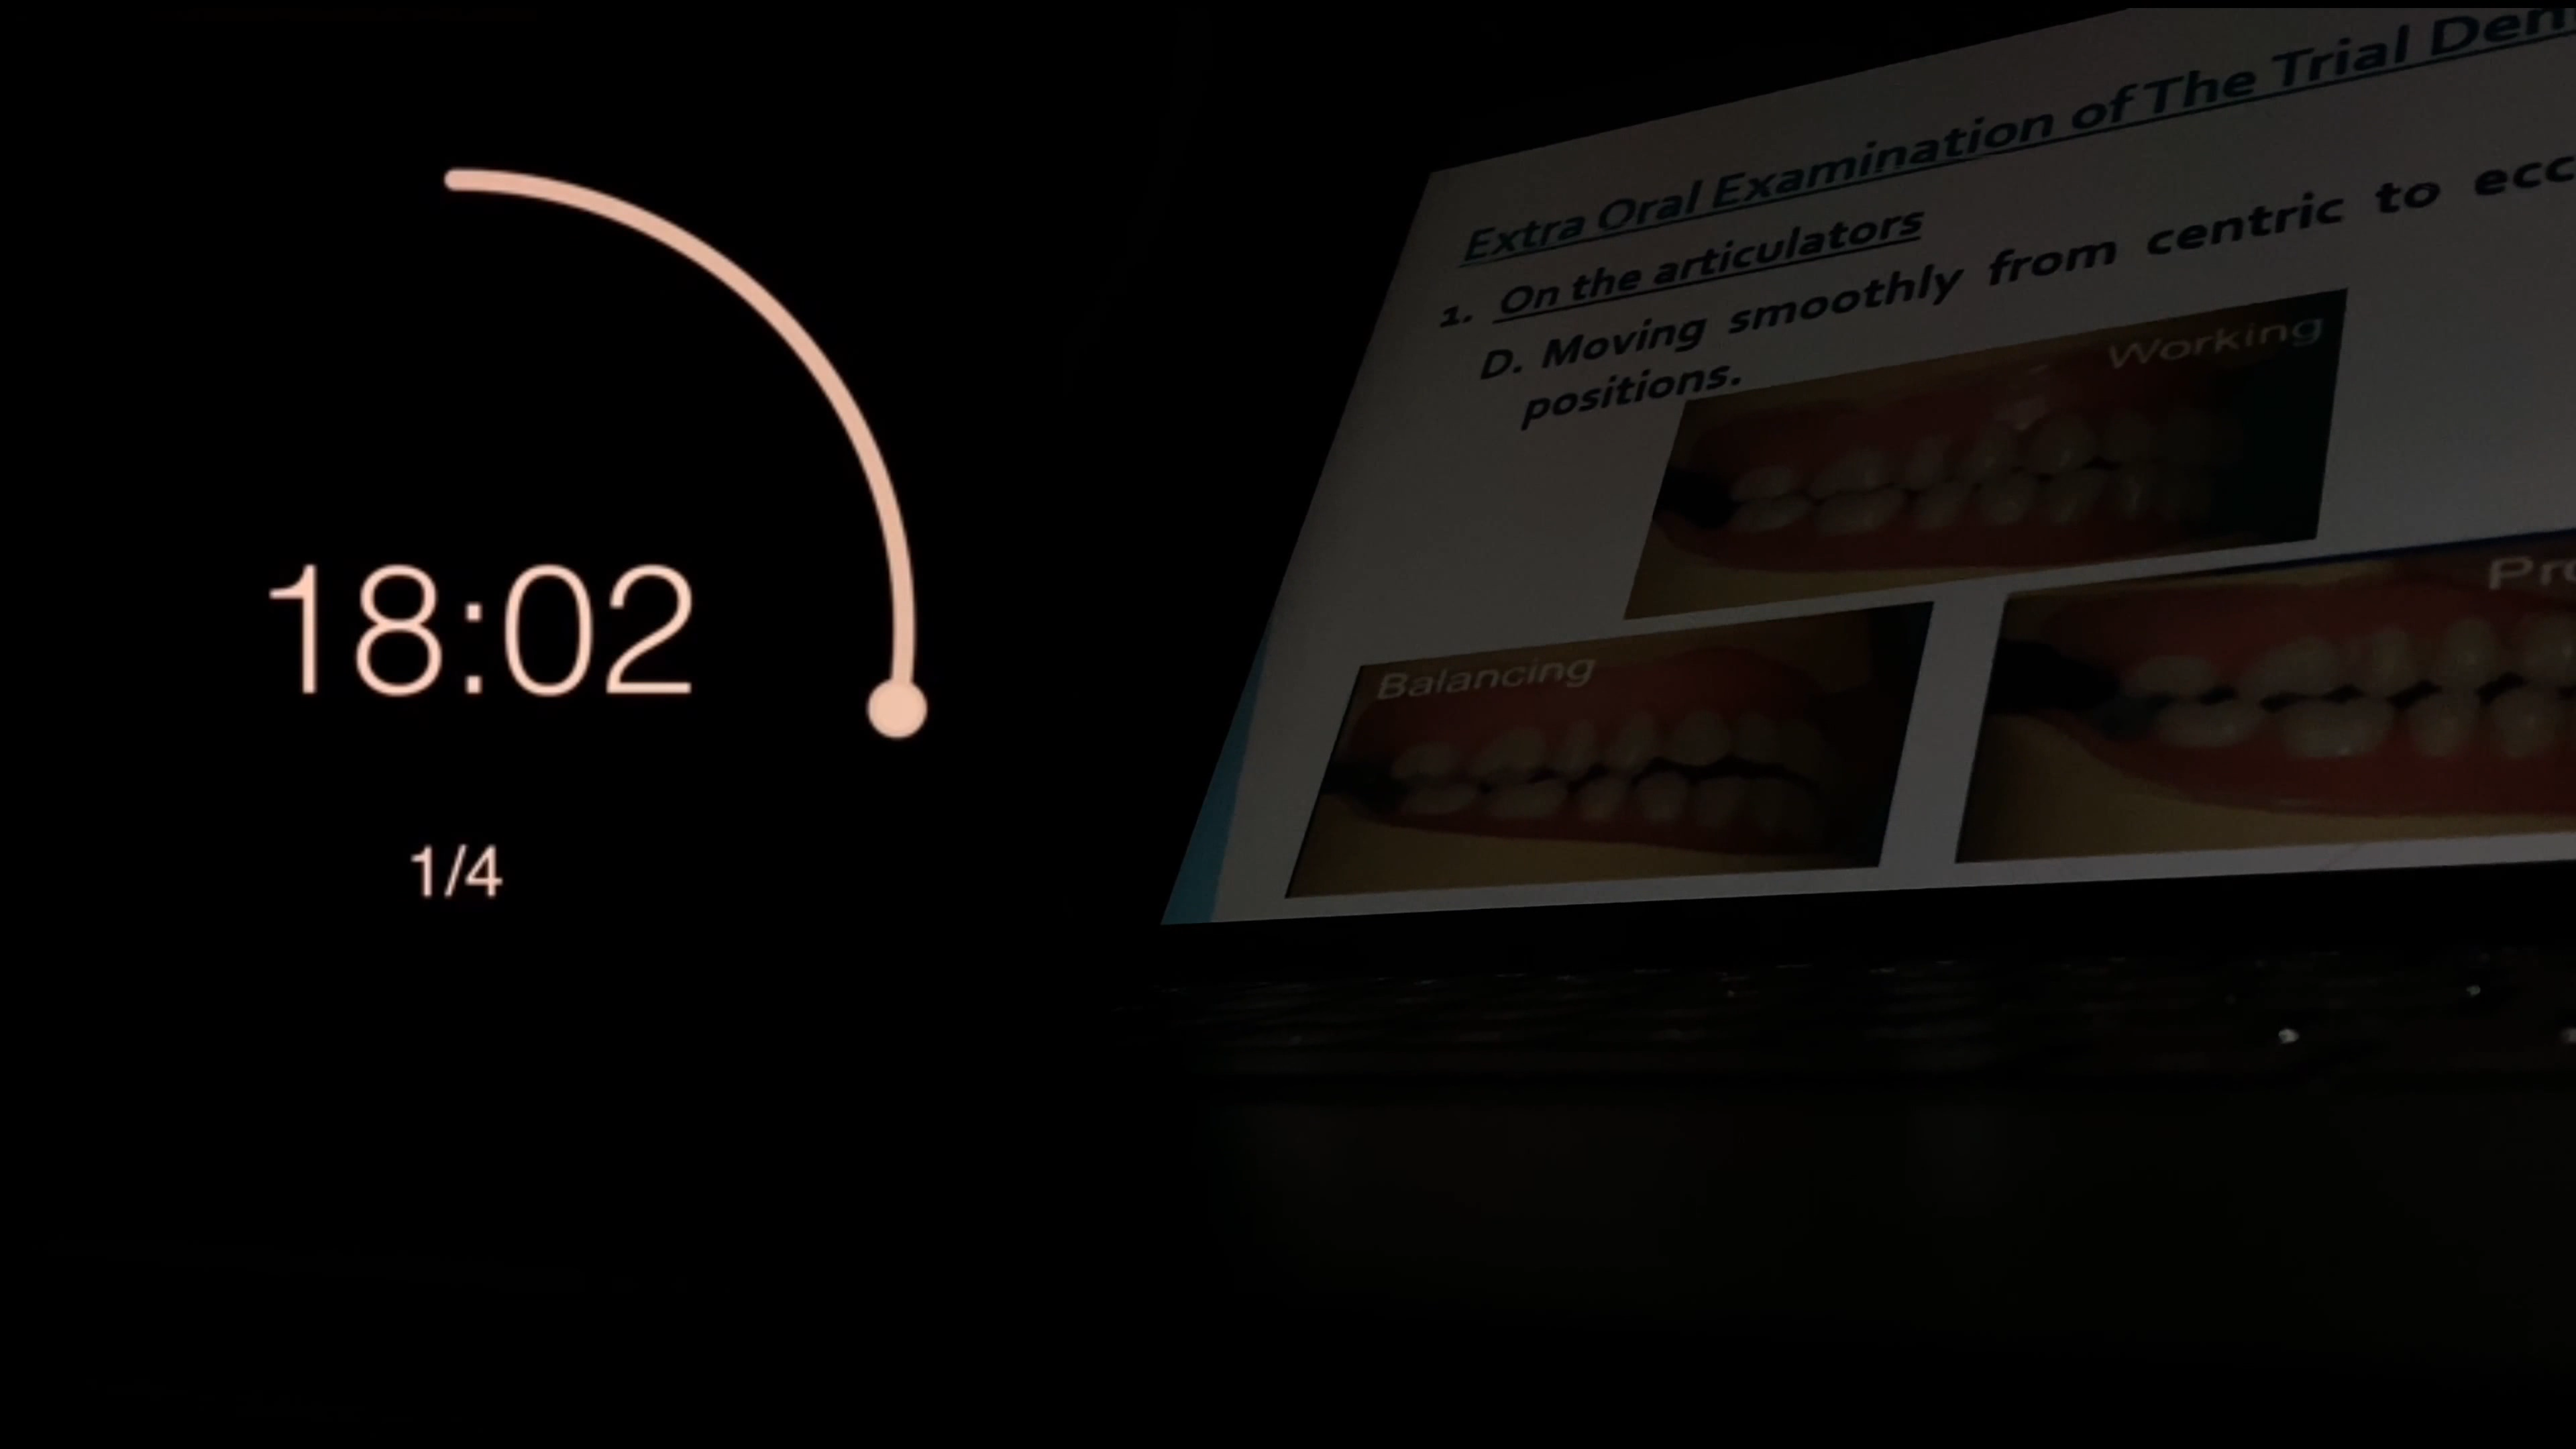 18:02
1/4
Extra Oral Examination of The Trial
1. On the articulators
D. Moving smoothly from centric to
positions.
Working
Balancing